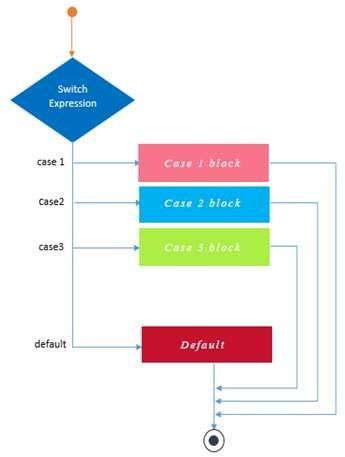 Switch
Expression
case 1
Case 1 block
case2
Case 2 block
case3
Case 3 block
default
Default